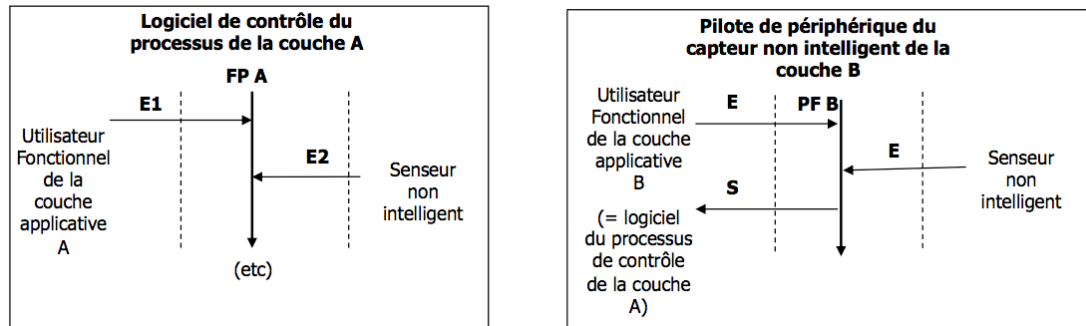 Logiciel de contrôle du
processus de la couche A
FP A
E1
Utilisateur
Fonctionnel
de la
couche
applicative
A
E2
Senseur
non
intelligent
(etc)
Pilote de périphérique du
capteur non intelligent de la
couche B
Utilisateur
Fonctionnel
de la couche
applicative
B
E
PF B
E
Senseur
non
intelligent
S
(= logiciel
du processus
de contrôle
de la couche
A)